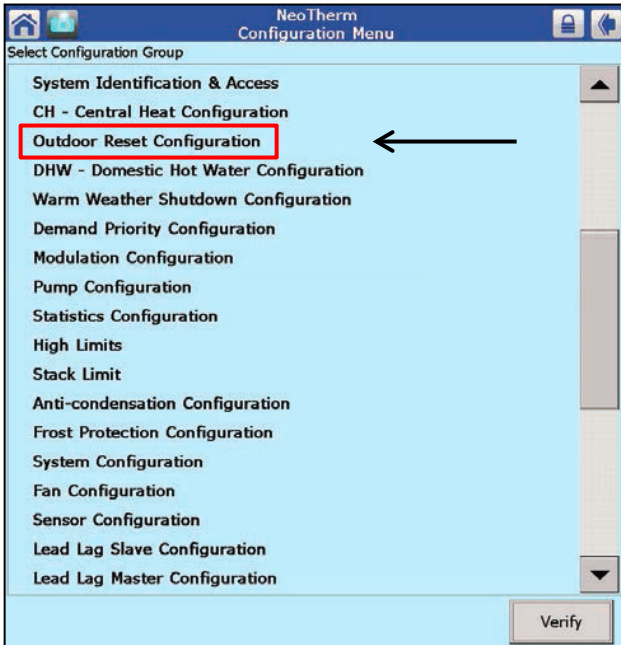 NeoTherm
Configuration Menu
Select Configuration Group
System Identification & Access
CH - Central Heat Configuration
Outdoor Reset Configuration
DHW - Domestic Hot Water Configuration
Warm Weather Shutdown Configuration
Demand Priority Configuration
Modulation Configuration
Pump Configuration
Statistics Configuration
High Limits
Stack Limit
Anti-condensation Configuration
Frost Protection Configuration
System Configuration
Fan Configuration
Sensor Configuration
Lead Lag Slave Configuration
Lead Lag Master Configuration
Verify